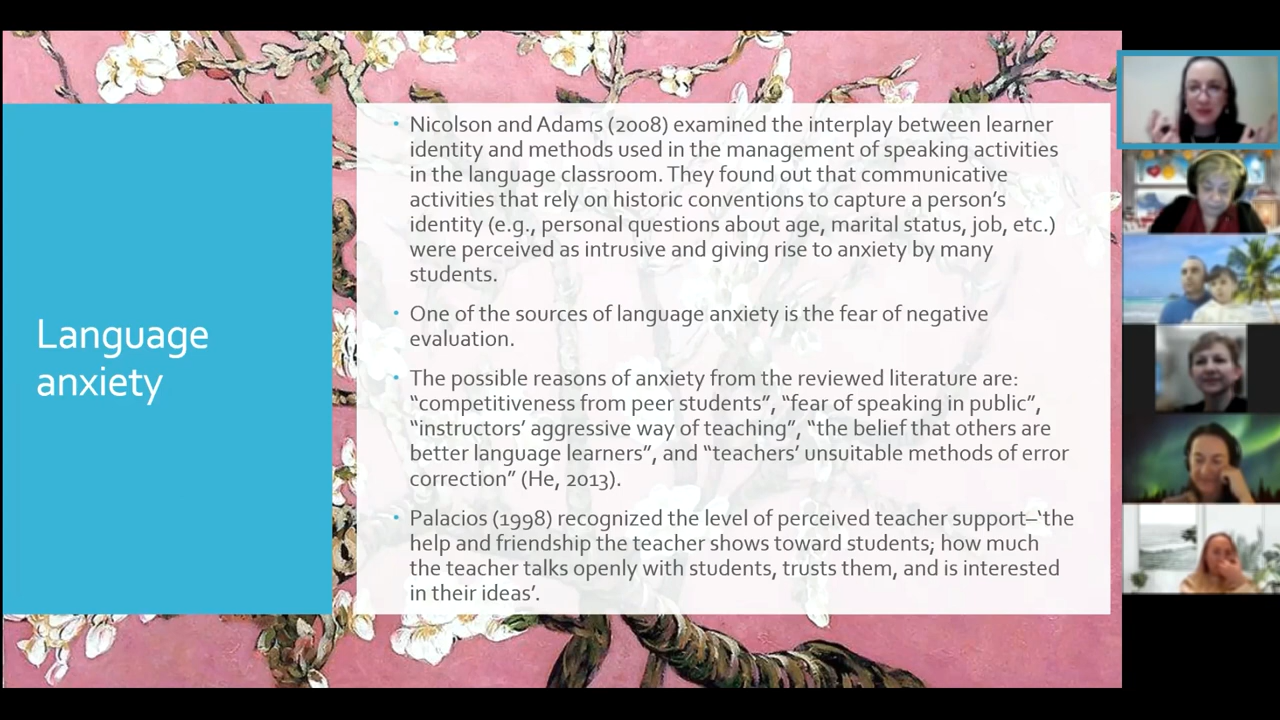 Language
anxiety
• Nicolson and Adams (2008) examined the interplay between learner
identity and methods used in the management of speaking activities
in the language classroom. They found out that communicative
activities that rely on historic conventions to capture a person’s
identity (e.g., personal questions about age, marital status, job, etc.)
were perceived as intrusive and giving rise to anxiety by many
students.
• One of the sources of language anxiety is the fear of negative
evaluation.
• The possible reasons of anxiety from the reviewed literature are:
“competitiveness from peer students”, “fear of speaking in public”,
“instructors’ aggressive way of teaching”, “the belief that others are
better language learners”, and “teachers’ unsuitable methods of error
correction” (He, 2013).
• Palacios (1998) recognized the level of perceived teacher support–‘the
help and friendship the teacher shows toward students; how much
the teacher talks openly with students, trusts them, and is interested
in their ideas’.